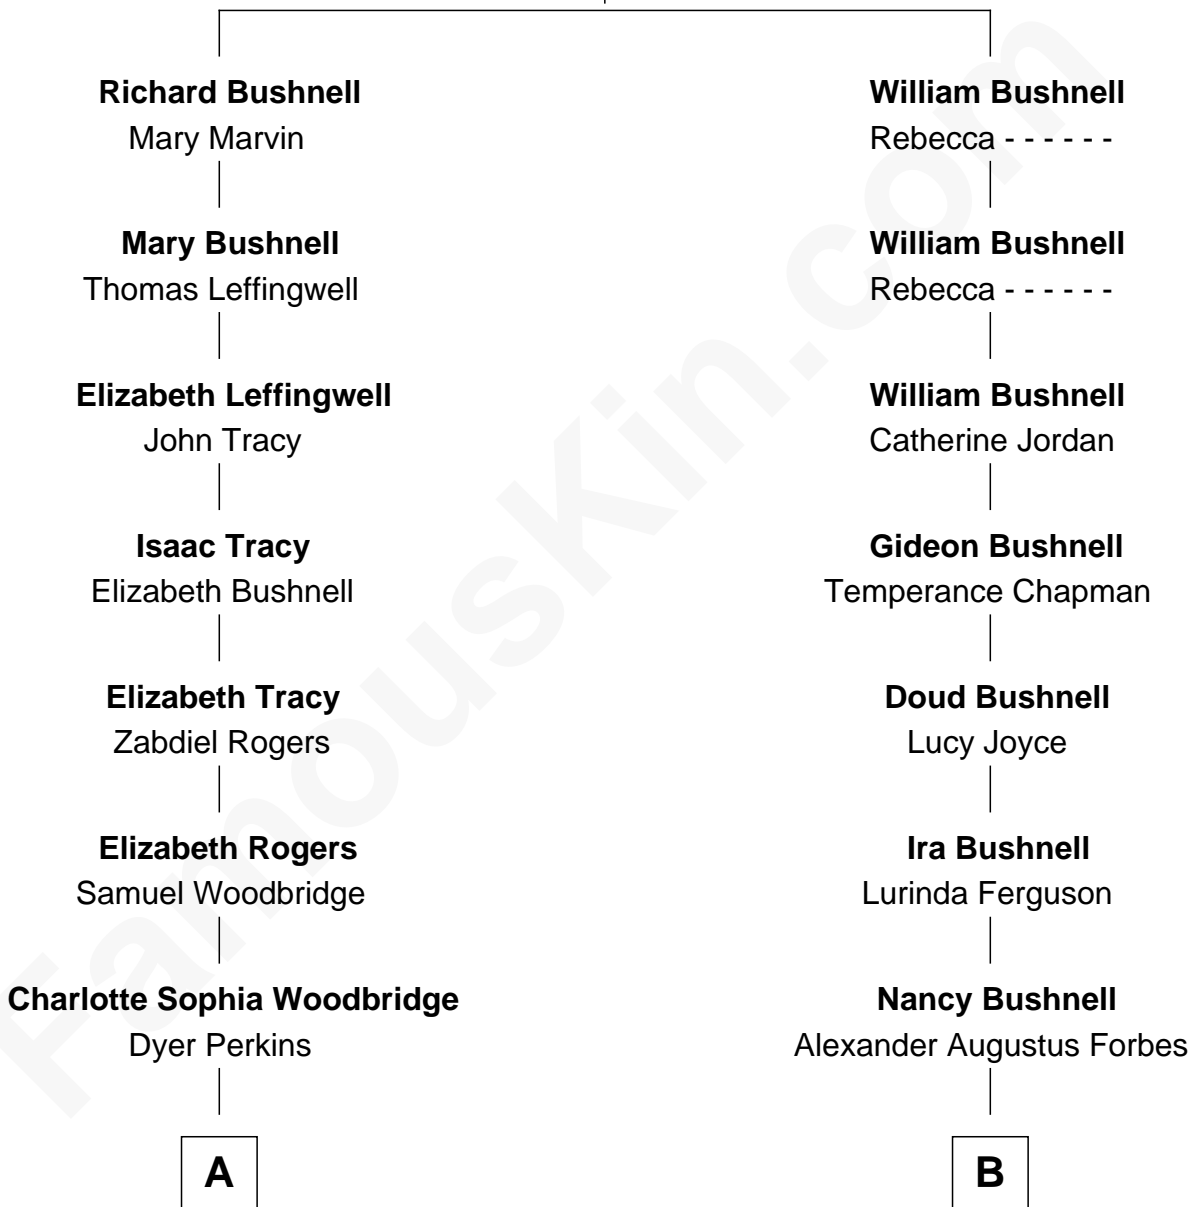 Richard Bushnell
Mary Marvin
Mary Bushnell
Thomas Leffingwell
Elizabeth Leffingwell
John Tracy
Isaac Tracy
Elizabeth Bushnell
Elizabeth Tracy
Zabdiel Rogers
Elizabeth Rogers
Samuel Woodbridge
Charlotte Sophia Woodbridge
Dyer Perkins
A
William Bushnell
Rebecca - - - - - -
William Bushnell
Rebecca - - - - - -
William Bushnell
Catherine Jordan
Gideon Bushnell
Temperance Chapman
Doud Bushnell
Lucy Joyce
Ira Bushnell
Lurinda Ferguson
Nancy Bushnell
Alexander Augustus Forbes
B
FamousKin.com